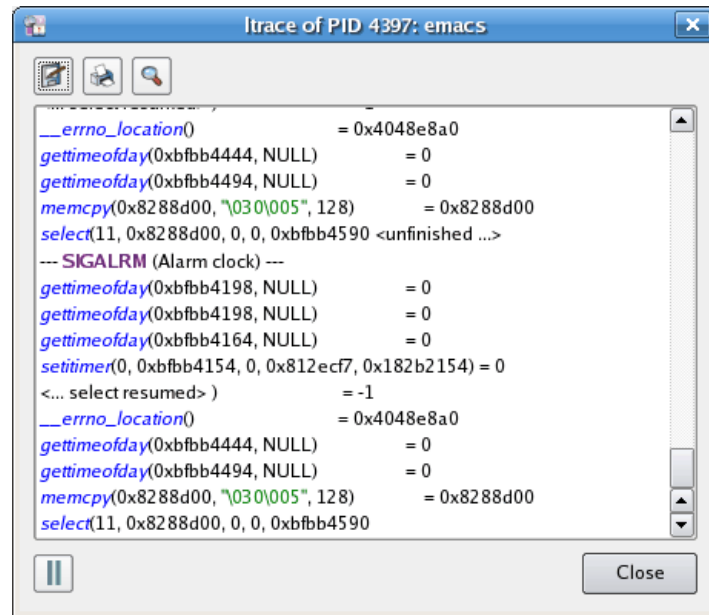 ltrace of PID 4397: emacs
<... select resumed> ) = -1
__errno_location() = 0x4048e8a0
gettimeofday(0xbfbb4444, NULL) = 0
gettimeofday(0xbfbb4494, NULL) = 0
memcpy(0x8288d00, "\030\005", 128) = 0x8288d00
select(11, 0x8288d00, 0, 0, 0xbfbb4590 <unfinished ...>
--- SIGALRM (Alarm clock) ---
gettimeofday(0xbfbb4198, NULL) = 0
gettimeofday(0xbfbb4198, NULL) = 0
gettimeofday(0xbfbb4164, NULL) = 0
setitimer(0, 0xbfbb4154, 0, 0x812ecf7, 0x182b2154) = 0
<... select resumed> ) = -1
__errno_location() = 0x4048e8a0
gettimeofday(0xbfbb4444, NULL) = 0
gettimeofday(0xbfbb4494, NULL) = 0
memcpy(0x8288d00, "\030\005", 128) = 0x8288d00
select(11, 0x8288d00, 0, 0, 0xbfbb4590
Close